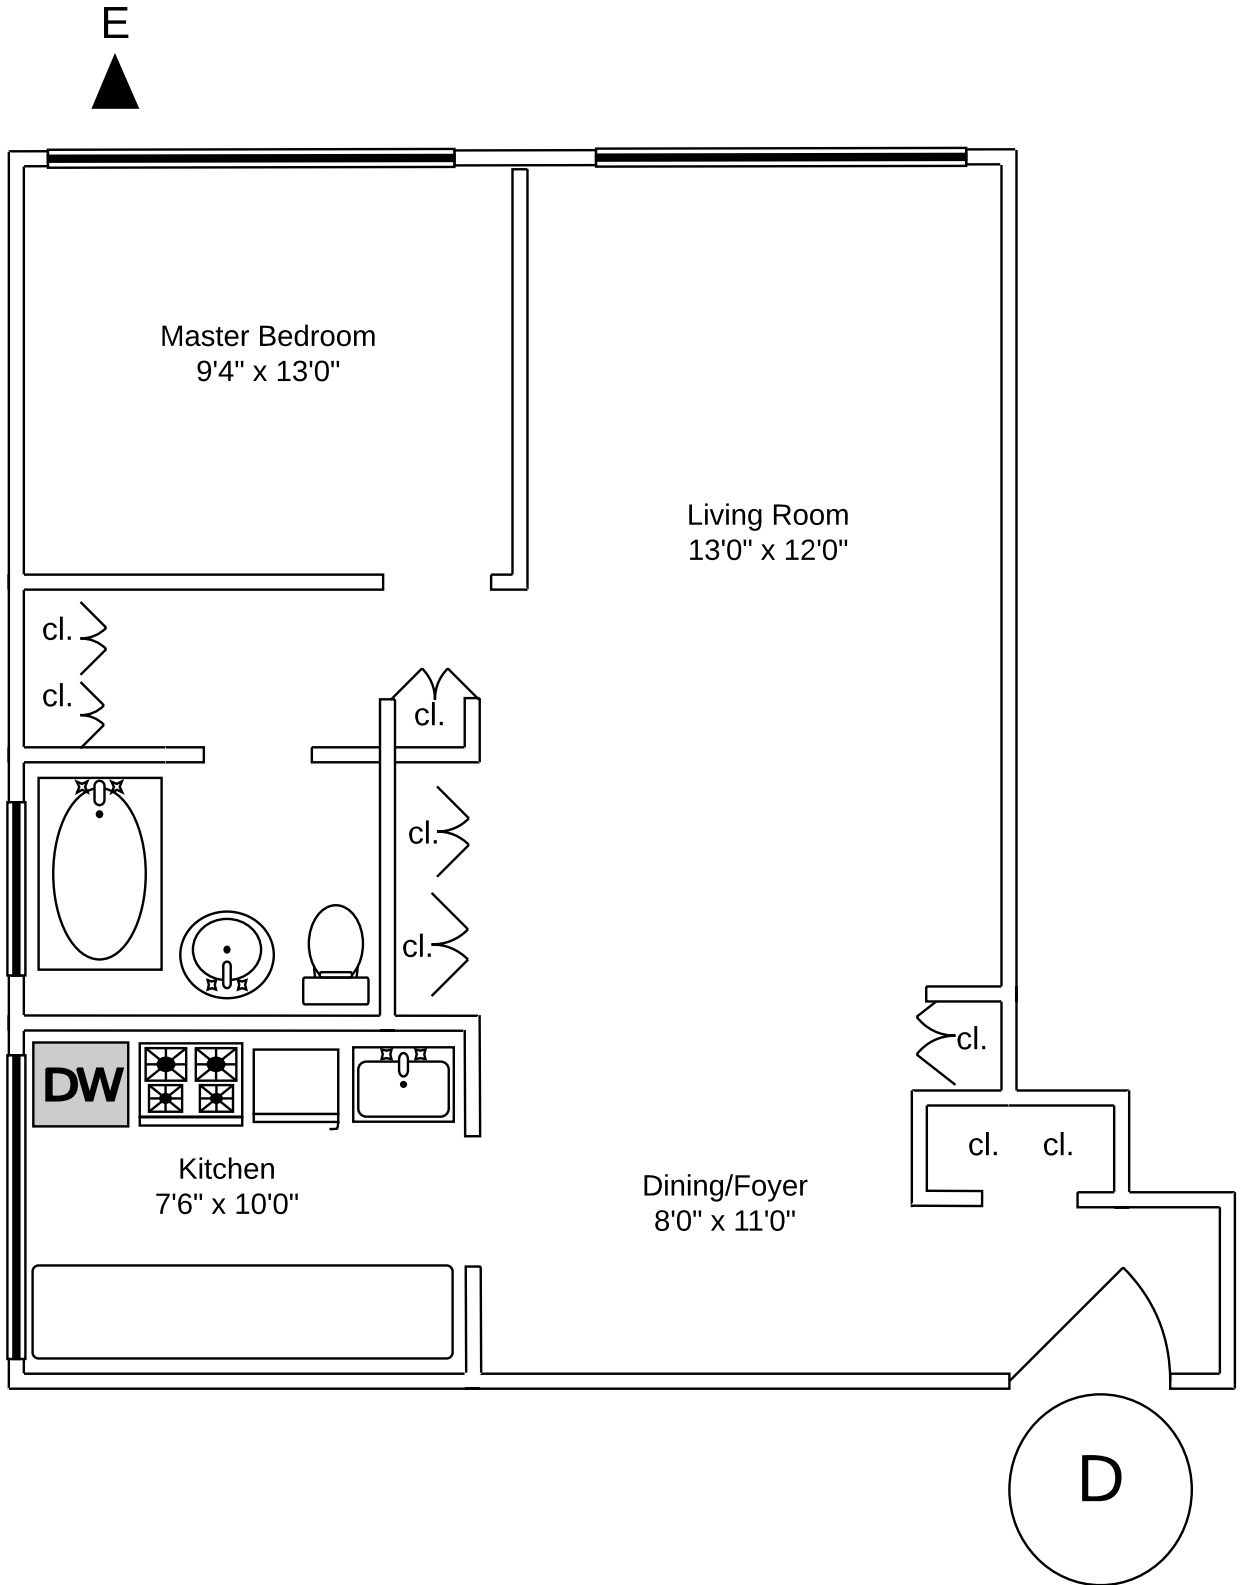 E
Master Bedroom
9'4" x 13'0"
Living Room
13'0" x 12'0"
cl.
cl.
cl.
cl.
cl.
cl.
DW
Kitchen
7'6" x 10'0"
cl. cl.
Dining/Foyer
8'0" x 11'0"
D